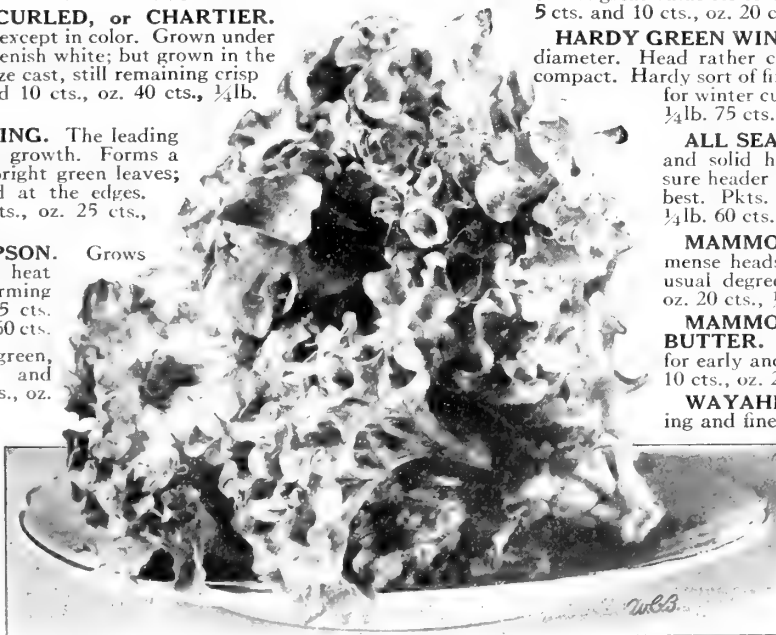 CURLED, or CHARTIER.
except in color. Grown under
enish white; but grown in the
ze cast, still remaining crisp
d 10 cts., oz. 40 cts., ¼lb.
ING. The leading
growth. Forms a
bright green leaves;
d at the edges.
ts., oz. 25 cts.,
PSON. Grows
heat
rming
5 cts.
60 cts.
green,
and
s., oz.
5 cts. and 10 cts., oz. 20 c
HARDY GREEN WIN
diameter. Head rather c
compact. Hardy sort of fi
for winter cu
¼lb. 75 cts.
ALL SEA
and solid h
sure header
best. Pkts.
¼lb. 60 cts.
MAMMO
mense heads
usual degre
oz. 20 cts.,
MAMMO
BUTTER.
for early and
10 cts., oz. 2
WAYAHE
ing and fine
W.C.B.